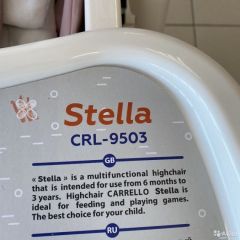 Stella
CRL-9503
GB
« Stella » is a multifunctional highchair
that is intended for use from 6 months to
3 years. Highchair CARRELLO Stella is
ideal for feeding and playing games.
The best choice for your child.
RU